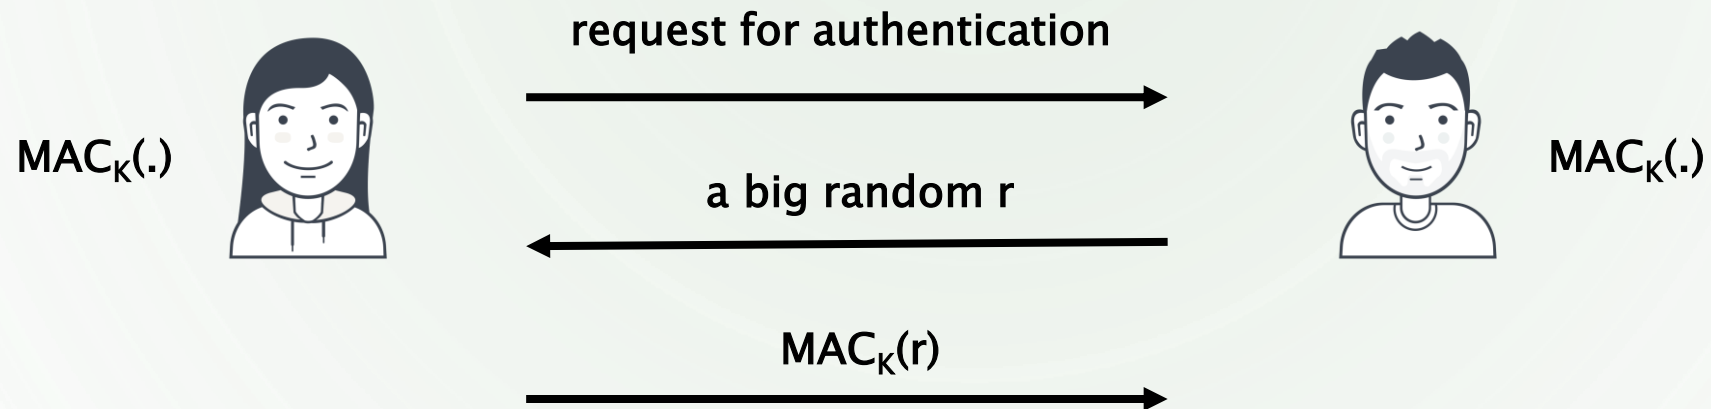 request for authentication
MACK(.)
MACK(.)
a big random r
MACK(r)